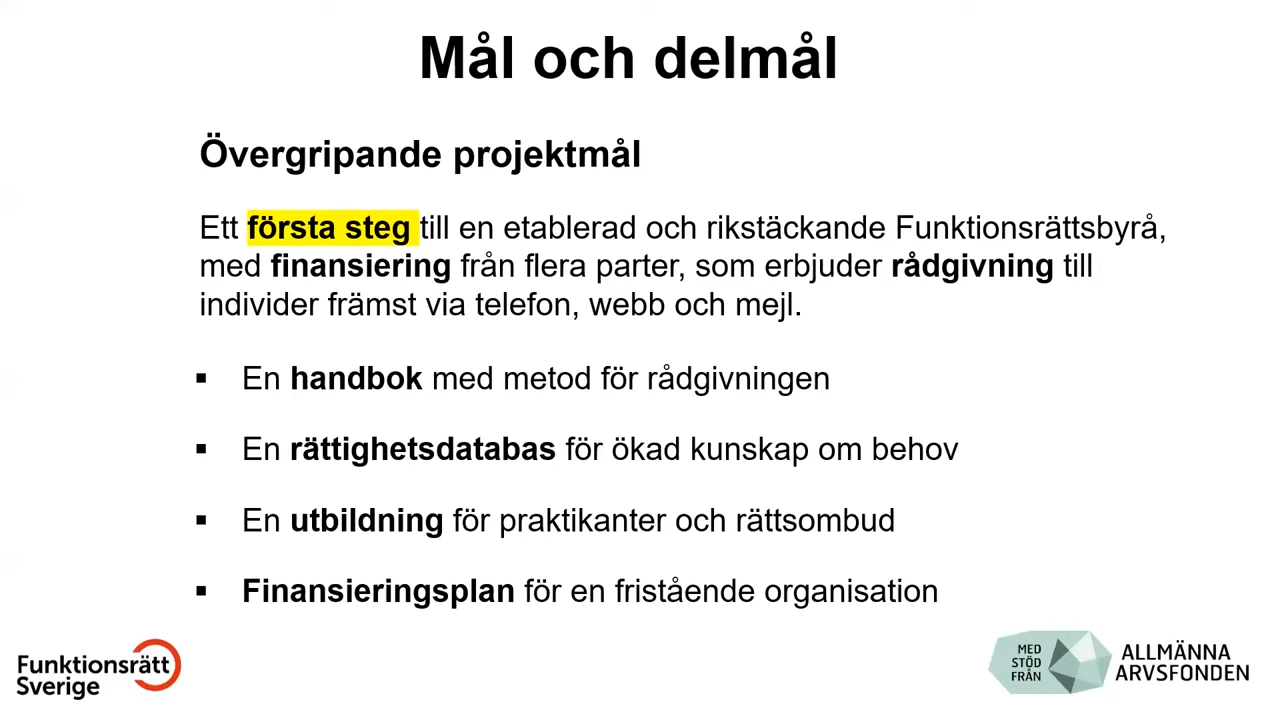 Mål och delmål
Övergripande projektmål
Ett första steg till en etablerad och rikstäckande Funktionsrättsbyrå,
med finansiering från flera parter, som erbjuder rådgivning till
individer främst via telefon, webb och mejl.
▪ En handbok med metod för rådgivningen
▪ En rättighetsdatabas för ökad kunskap om behov
▪ En utbildning för praktikanter och rättsombud
▪ Finansieringsplan för en fristående organisation
Funktionsrätt
Sverige
MED
STÖD
FRÅN
ALLMÄNNA
ARVSFONDEN